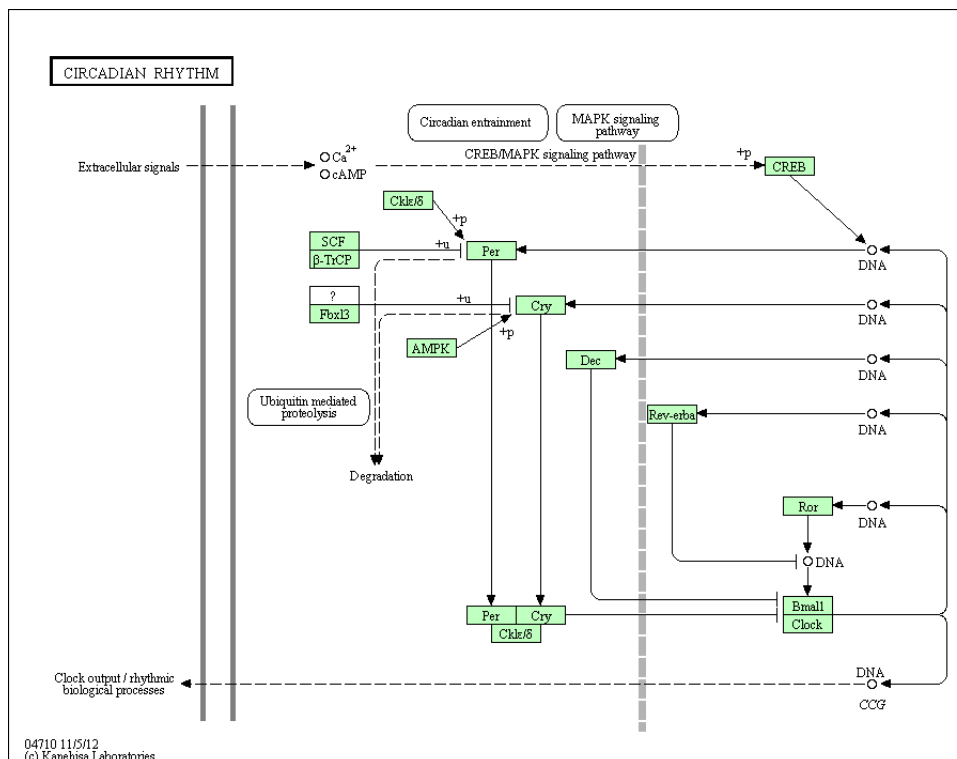 CIRCADIAN RHYTHM
Circadian entrainment
MAPK signaling
pathway
Extracellular signals
Ca2+
cAMP
CREB/MAPK signaling pathway
+p
CREB
CkIε/δ
+p
SCF
β-TrCP
+u
Per
DNA
?
Fbxl3
+u
Cry
DNA
+p
AMPK
Dec
DNA
Ubiquitin mediated
proteolysis
Rev-erbα
DNA
Degradation
Ror
DNA
DNA
Per
Cry
CkIε/δ
Bmal1
Clock
Clock output / rhythmic
biological processes
DNA
CCG
04710 11/5/12
(c) Kanehisa Laboratories